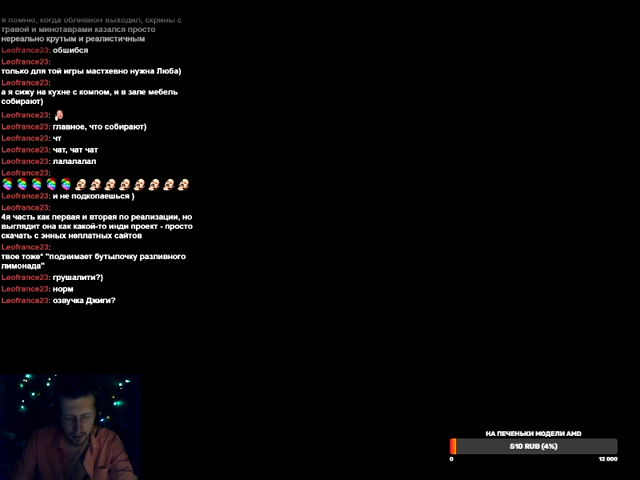 я помню, когда обливион выходил, скрины с
травой и минотаврами казался просто
нереально крутым и реалистичным
Leofrance23: обшибся
Leofrance23:
только для той игры мастхевно нужна Люба)
Leofrance23:
а я сижу на кухне с компом, и в зале мебель
собирают)
Leofrance23:
Leofrance23: главное, что собирают)
Leofrance23: чт
Leofrance23: чат, чат чат
Leofrance23: лалалалал
Leofrance23:
Leofrance23: и не подкопаешься )
Leofrance23:
4я часть как первая и вторая по реализации, но
выглядит она как какой-то инди проект - просто
скачать с энных неплатных сайтов
Leofrance23:
твое тоже* "поднимает бутылочку разливного
лимонада"
Leofrance23: грушалити?)
Leofrance23: норм
Leofrance23: озвучка Джиги?
НА ПЕЧЕНЬКИ МОДЕЛИ AMD
510 RUB (4%)
0 12 000